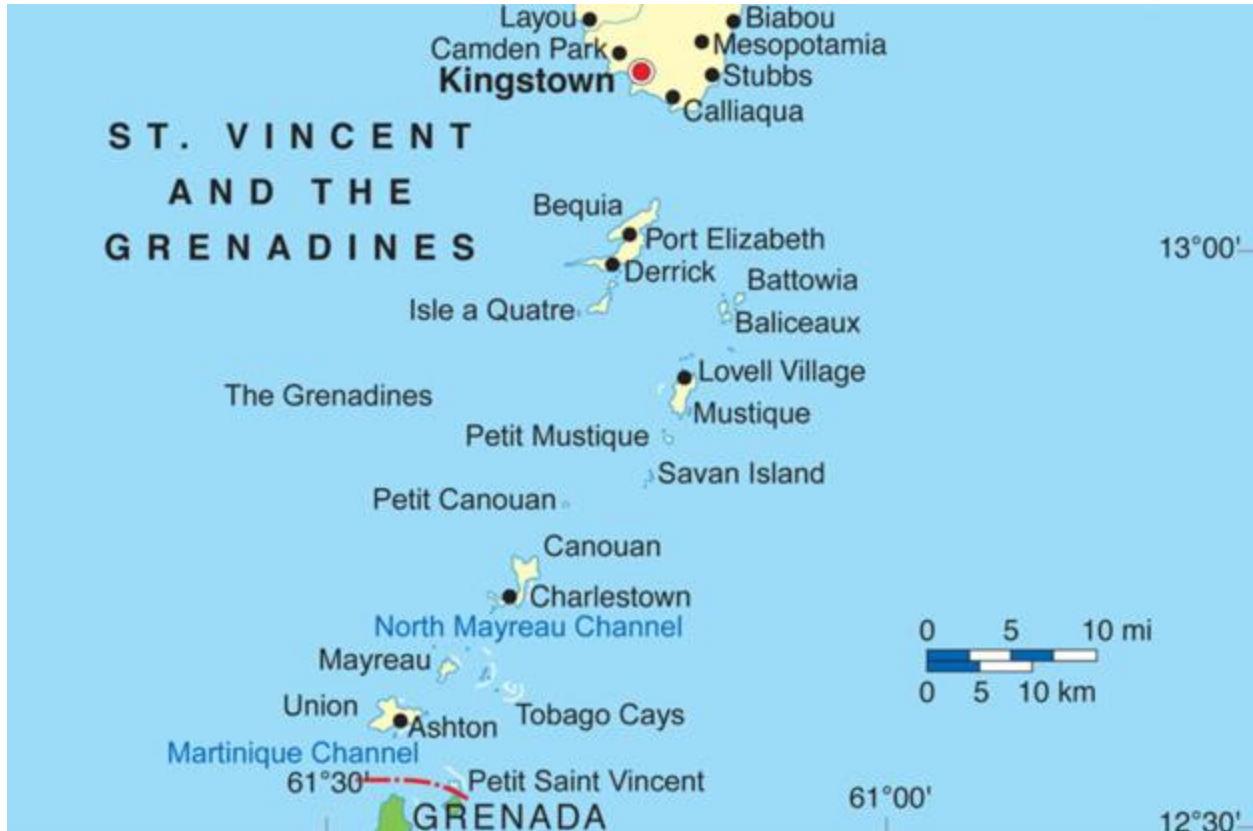 Layou
Biabou
Camden Park
Mesopotamia
Kingstown
Stubbs
Calliaqua
ST. VINCENT
AND THE
GRENADINES
Bequia
Port Elizabeth
13°00'
Derrick
Battowia
Isle a Quatre
Baliceaux
Lovell Village
The Grenadines
Mustique
Petit Mustique
Savan Island
Petit Canouan
Canouan
Charlestown
North Mayreau Channel
0 5 10 mi
Mayreau
0 5 10 km
Union
Tobago Cays
Ashton
Martinique Channel
61°30'
Petit Saint Vincent
61°00'
GRENADA
12°30'